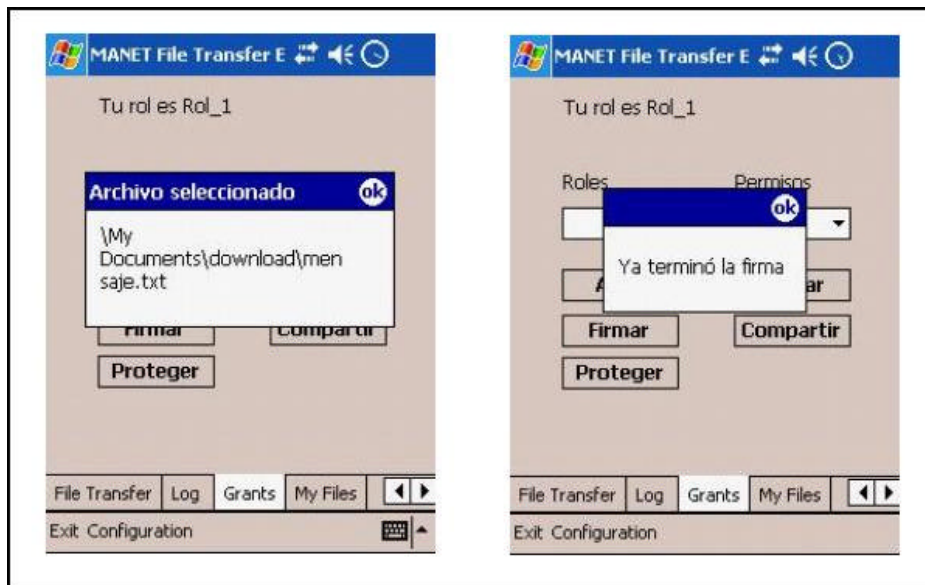 MANET File Transfer E
Tu rol es Rol_1
Archivo seleccionado ok
\My
Documents\download\men
saje.txt
Firmar Compartir
Proteger
File Transfer Log Grants My Files
Exit Configuration
MANET File Transfer E
Tu rol es Rol_1
Roles Permisos
ok
Ya terminó la firma
Firmar Compartir
Proteger
File Transfer Log Grants My Files
Exit Configuration